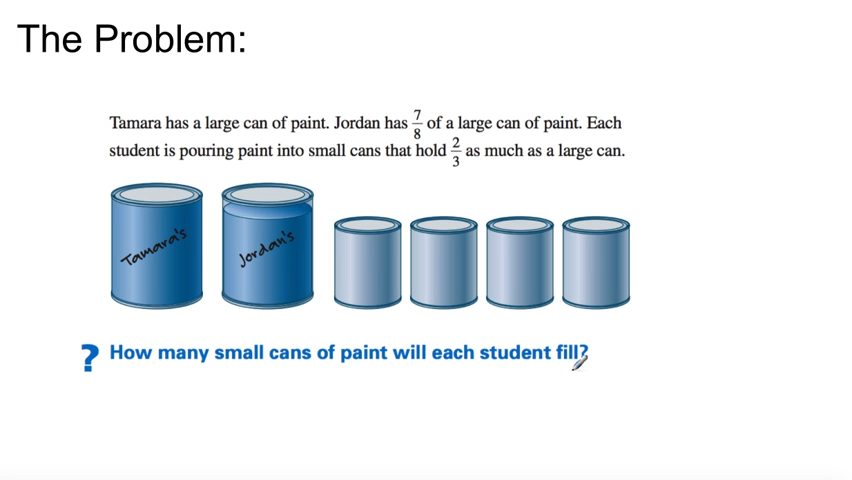 The Problem:
Tamara has a large can of paint. Jordan has 7/8 of a large can of paint. Each
student is pouring paint into small cans that hold 2/3 as much as a large can.
Tamara's
Jordan's
? How many small cans of paint will each student fill?